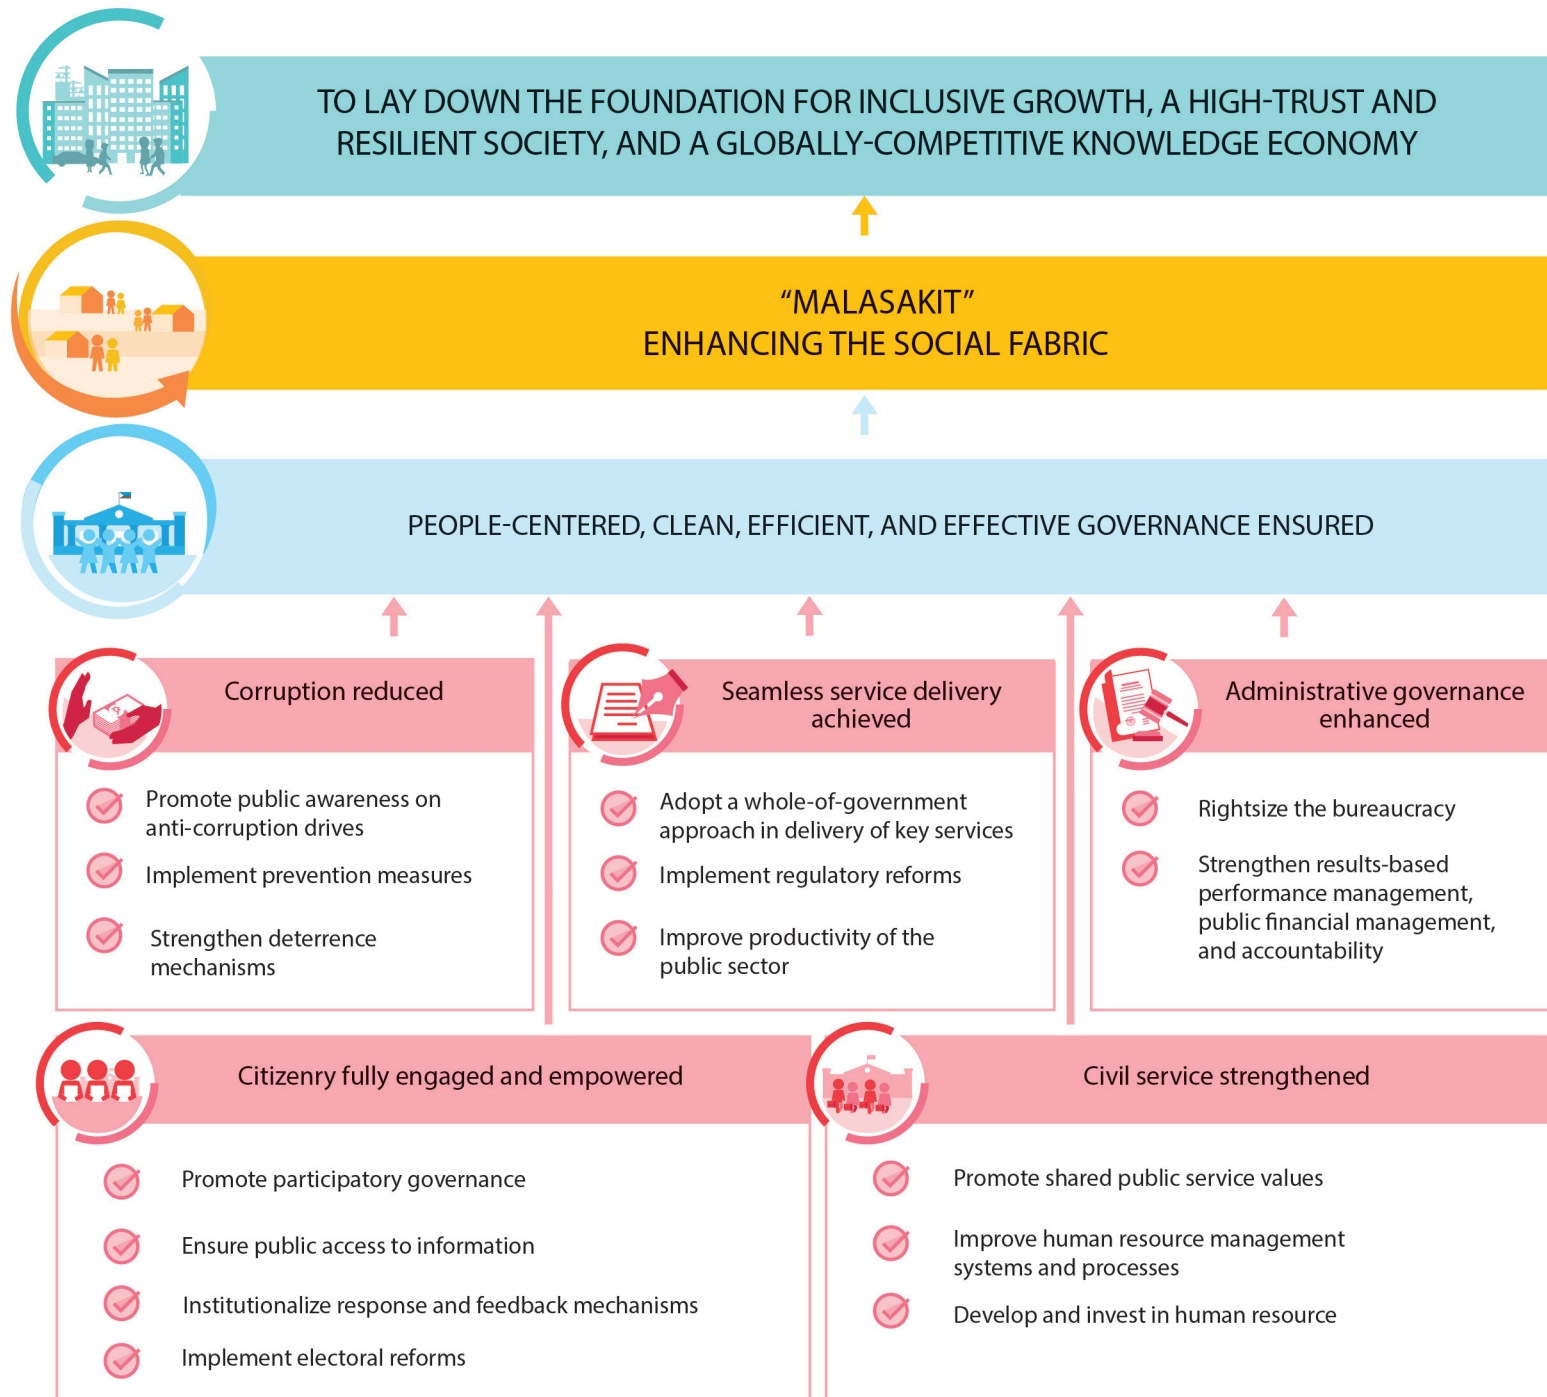 TO LAY DOWN THE FOUNDATION FOR INCLUSIVE GROWTH, A HIGH-TRUST AND
RESILIENT SOCIETY, AND A GLOBALLY-COMPETITIVE KNOWLEDGE ECONOMY
“MALASAKIT”
ENHANCING THE SOCIAL FABRIC
PEOPLE-CENTERED, CLEAN, EFFICIENT, AND EFFECTIVE GOVERNANCE ENSURED
Corruption reduced
Promote public awareness on
anti-corruption drives
Implement prevention measures
Strengthen deterrence
mechanisms
Seamless service delivery
achieved
Adopt a whole-of-government
approach in delivery of key services
Implement regulatory reforms
Improve productivity of the
public sector
Administrative governance
enhanced
Rightsize the bureaucracy
Strengthen results-based
performance management,
public financial management,
and accountability
Citizenry fully engaged and empowered
Promote participatory governance
Ensure public access to information
Institutionalize response and feedback mechanisms
Implement electoral reforms
Civil service strengthened
Promote shared public service values
Improve human resource management
systems and processes
Develop and invest in human resource